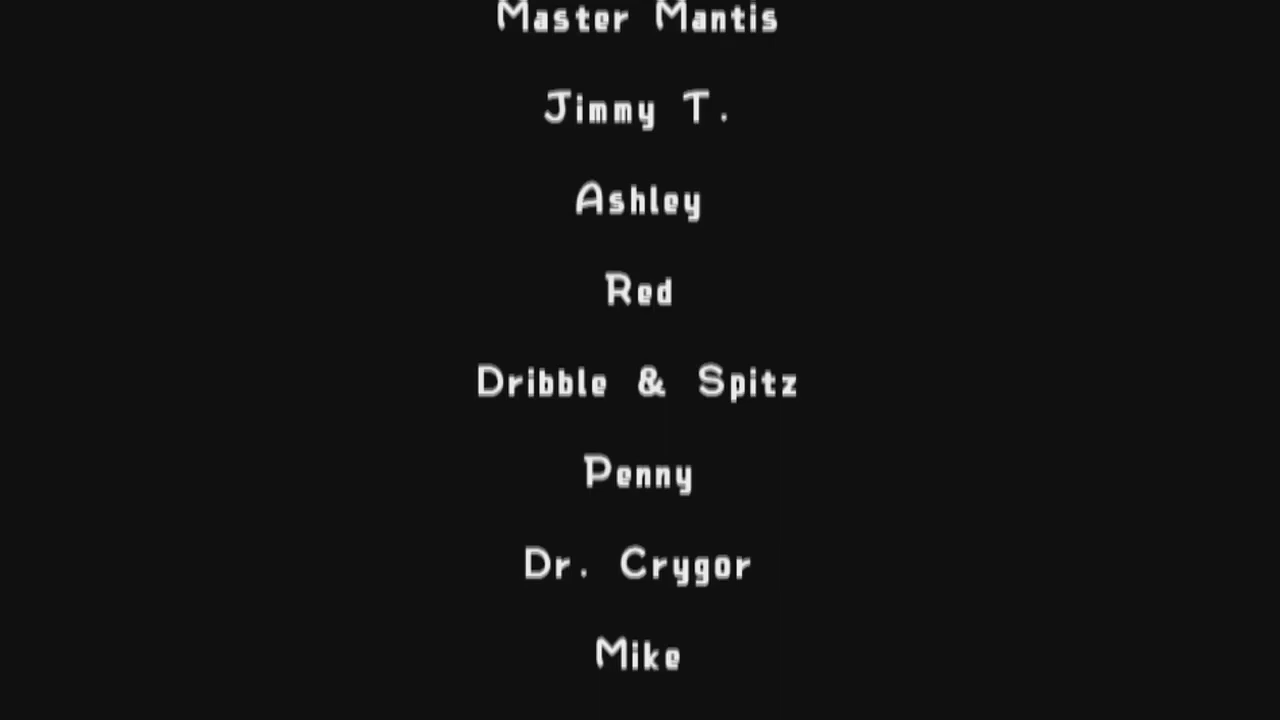 Master Mantis
Jimmy T.
Ashley
Red
Dribble & Spitz
Penny
Dr. Crygor
Mike